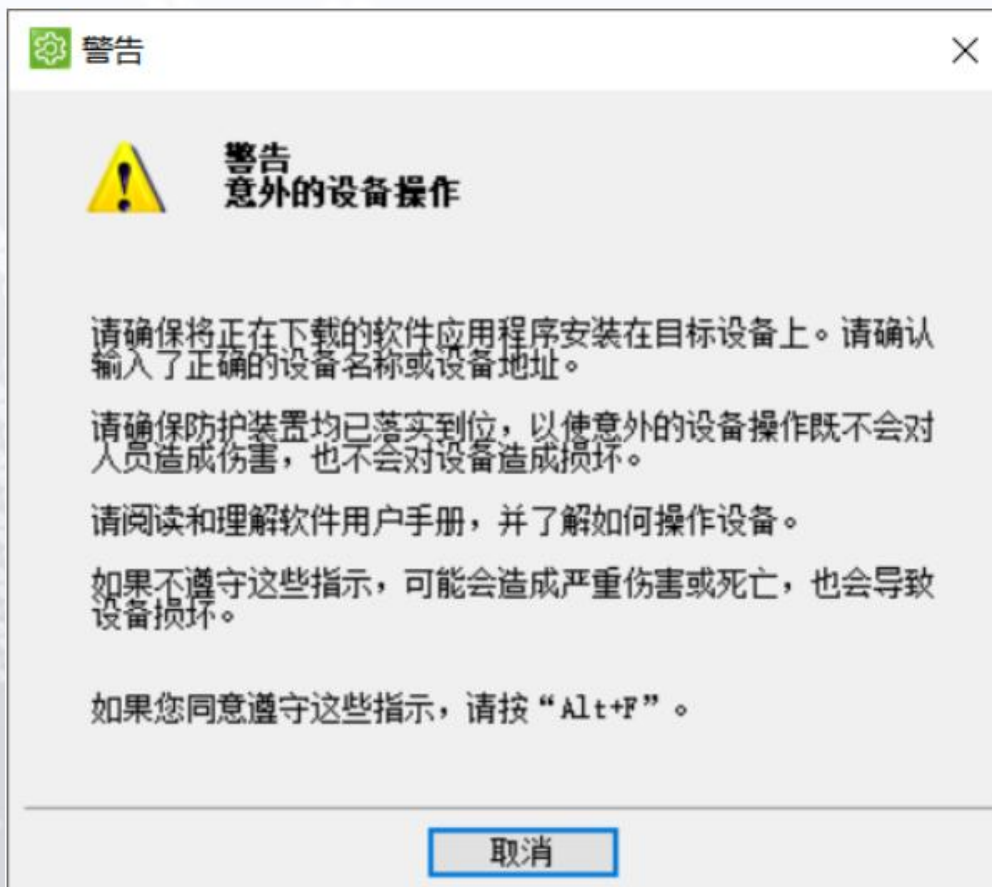 警告
警告
意外的设备操作
请确保将正在下载的软件应用程序安装在目标设备上。请确认
输入了正确的设备名称或设备地址。
请确保防护装置均已落实到位，以使意外的设备操作既不会对
人员造成伤害，也不会对设备造成损坏。
请阅读和理解软件用户手册，并了解如何操作设备。
如果不遵守这些指示，可能会造成严重伤害或死亡，也会导致
设备损坏。
如果您同意遵守这些指示，请按“Alt+F”。
取消